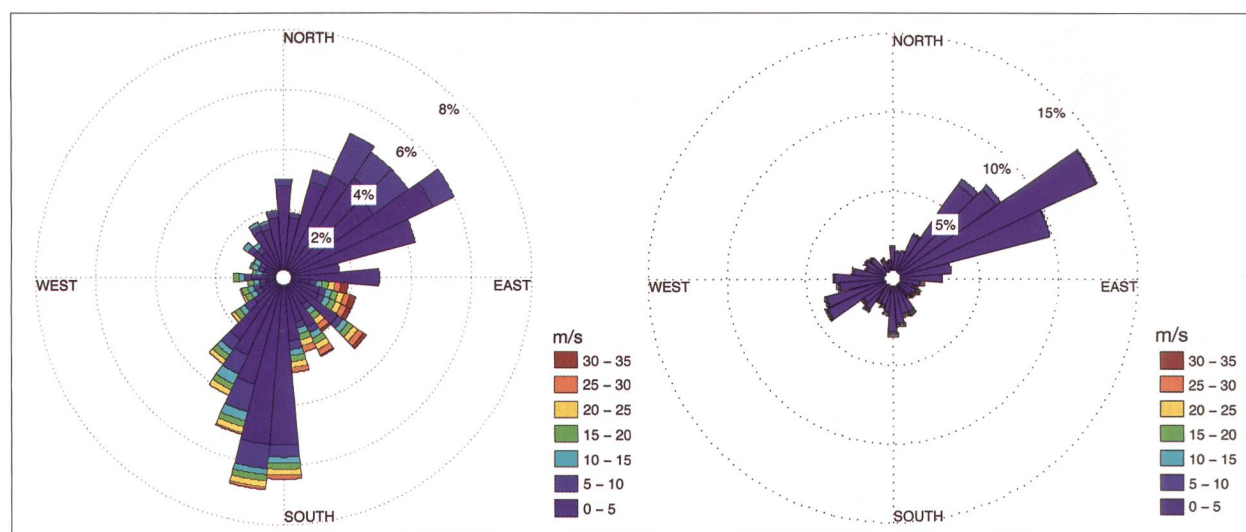 NORTH
8%
6%
4%
2%
WEST
EAST
SOUTH
m/s
30 – 35
25 – 30
20 – 25
15 – 20
10 – 15
5 – 10
0 – 5
NORTH
15%
10%
5%
WEST
EAST
SOUTH
m/s
30 – 35
25 – 30
20 – 25
15 – 20
10 – 15
5 – 10
0 – 5